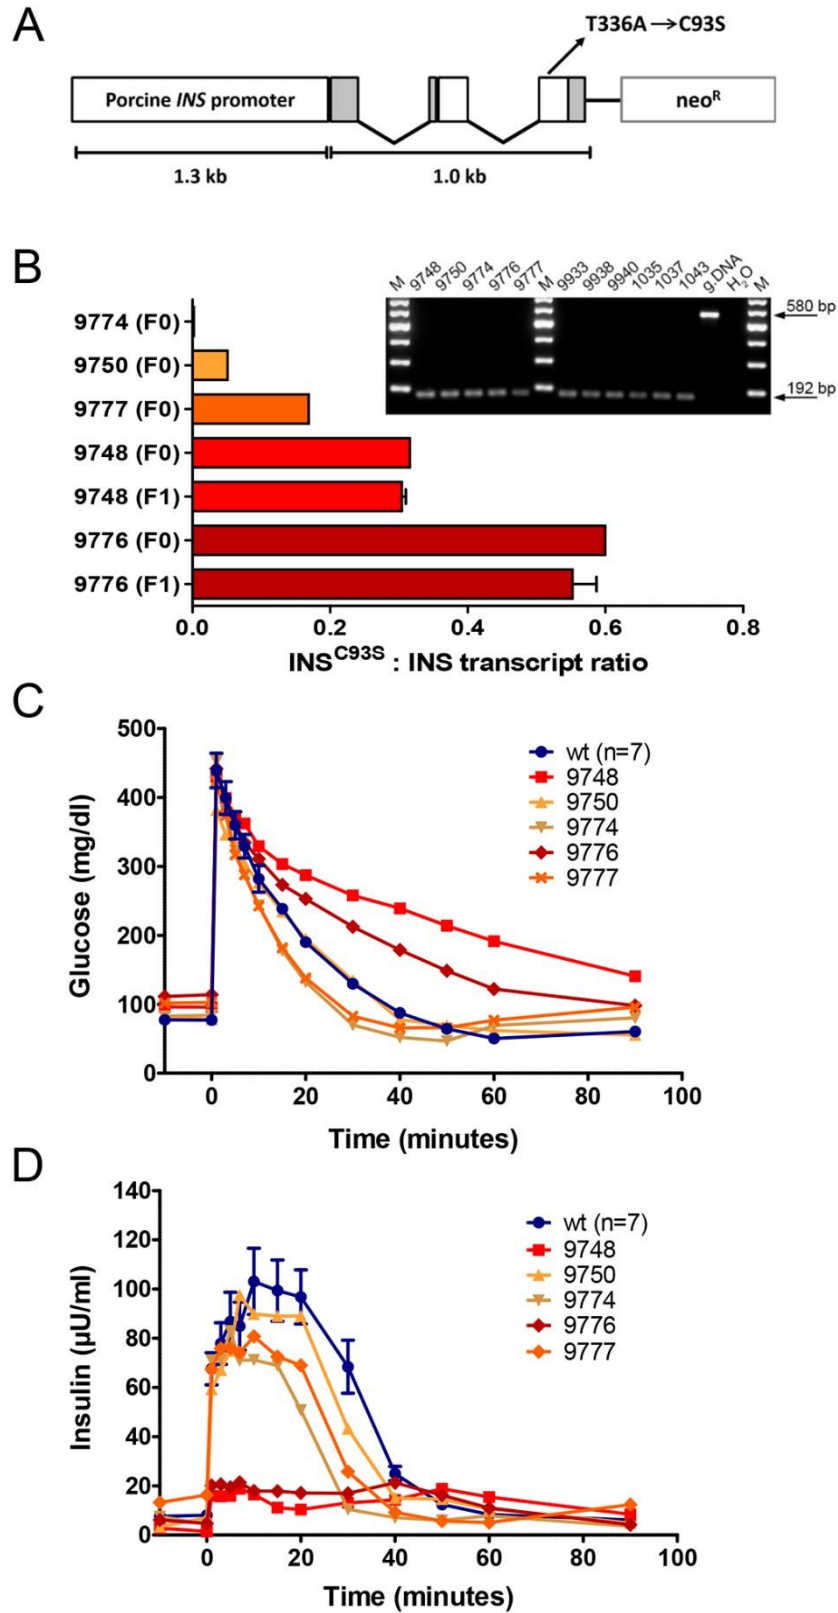 A
T336A → C93S
Porcine INS promoter
neoᴿ
1.3 kb
1.0 kb
B
M 9748 9750 9774 9776 9777 M 9933 9938 9940 1035 1037 1043 g.DNA H₂O M
580 bp
192 bp
9774 (F0)
9750 (F0)
9777 (F0)
9748 (F0)
9748 (F1)
9776 (F0)
9776 (F1)
0.0 0.2 0.4 0.6 0.8
INSᶜ⁹³ˢ : INS transcript ratio
C
500
400
300
200
100
0
Glucose (mg/dl)
wt (n=7)
9748
9750
9774
9776
9777
0 20 40 60 80 100
Time (minutes)
D
140
120
100
80
60
40
20
0
Insulin (µU/ml)
wt (n=7)
9748
9750
9774
9776
9777
0 20 40 60 80 100
Time (minutes)